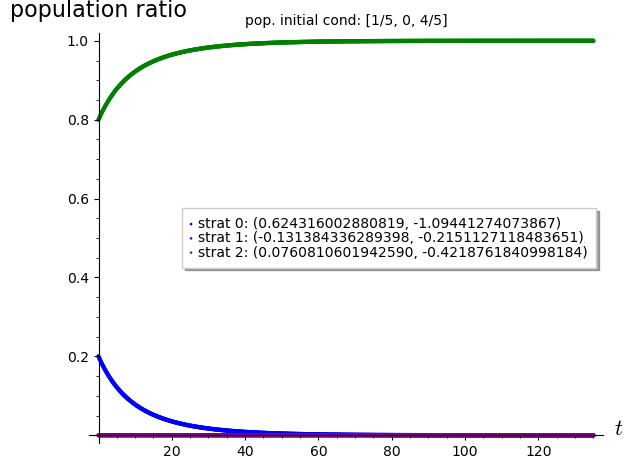 population ratio
pop. initial cond: [1/5, 0, 4/5]
1.0
0.8
0.6
strat 0: (0.624316002880819, -1.09441274073867)
strat 1: (-0.131384336289398, -0.2151127118483651)
strat 2: (0.0760810601942590, -0.4218761840998184)
0.4
0.2
t
20 40 60 80 100 120